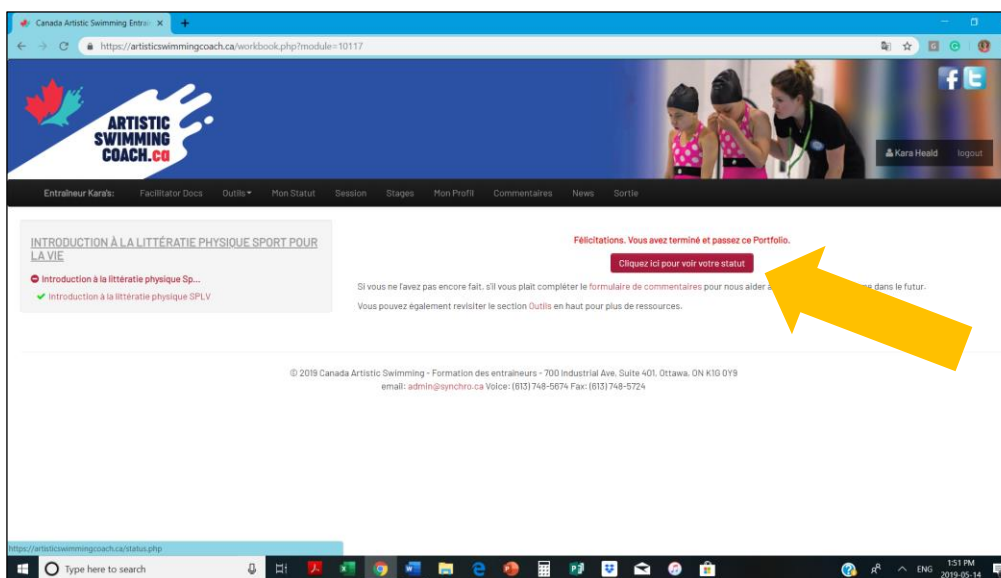 Canada Artistic Swimming Entraî
https://artisticswimmingcoach.ca/workbook.php?module=10117
ARTISTIC
SWIMMING
COACH.ca
Kara Heald logout
Entraîneur Kara's: Facilitator Docs Outils Mon Statut Session Stages Mon Profil Commentaires News Sortie
INTRODUCTION À LA LITTÉRATIE PHYSIQUE SPORT POUR
LA VIE
Introduction à la littératie physique Sp...
Introduction à la littératie physique SPLV
Félicitations. Vous avez terminé et passez ce Portfolio.
Cliquez ici pour voir votre statut
Si vous ne l'avez pas encore fait, s'il vous plait compléter le formulaire de commentaires pour nous aider à dans le futur.
Vous pouvez également revisiter le section Outils en haut pour plus de ressources.
© 2019 Canada Artistic Swimming - Formation des entraineurs - 700 Industrial Ave. Suite 401. Ottawa. ON K1G 0Y9
email: admin@synchro.ca Voice: (613) 748-5674 Fax: (613) 748-5724
https://artisticswimmingcoach.ca/status.php
Type here to search
ENG
1:51 PM
2019-05-14